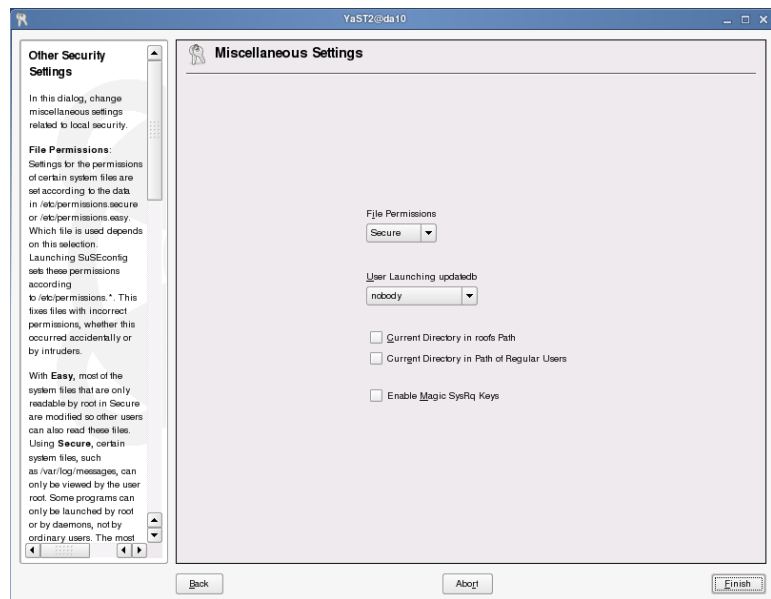 YaST2@da10
Other Security
Settings
In this dialog, change
miscellaneous settings
related to local security.
File Permissions:
Settings for the permissions
of certain system files are
set according to the data
in /etc/permissions.secure
or /etc/permissions.easy.
Which file is used depends
on this selection.
Launching SuSEconfig
sets these permissions
according
to /etc/permissions.*. This
fixes files with incorrect
permissions, whether this
occurred accidentally or
by intruders.
With Easy, most of the
system files that are only
readable by root in Secure
are modified so other users
can also read these files.
Using Secure, certain
system files, such
as /var/log/messages, can
only be viewed by the user
root. Some programs can
only be launched by root
or by daemons, not by
ordinary users. The most
Miscellaneous Settings
File Permissions
Secure
User Launching updatedb
nobody
Current Directory in root's Path
Current Directory in Path of Regular Users
Enable Magic SysRq Keys
Back
Abort
Finish